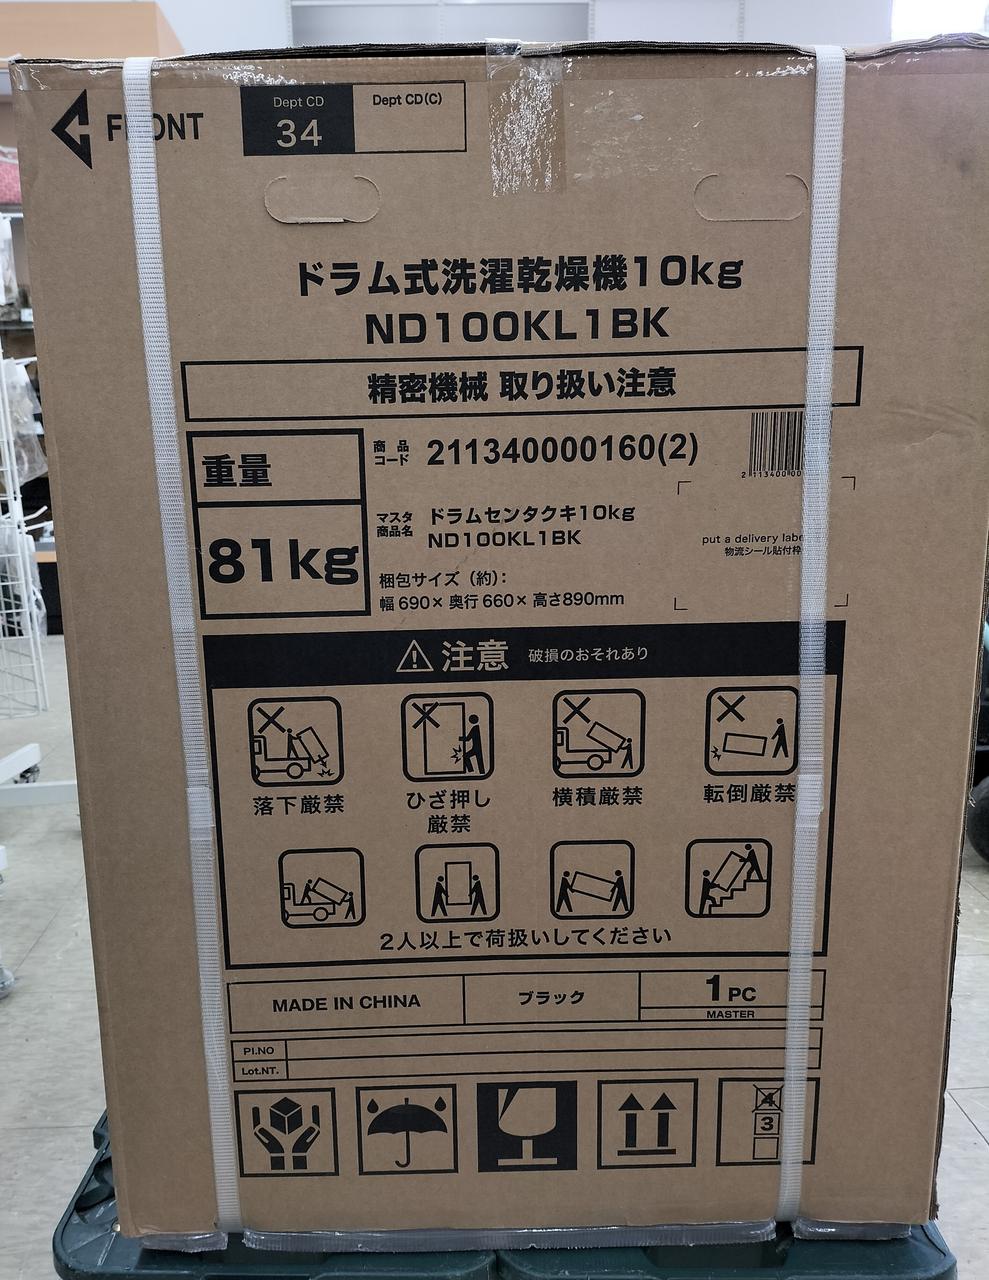 FRONT
Dept CD
34
Dept CD(C)
ドラム式洗濯乾燥機10kg
ND100KL1BK
精密機械 取り扱い注意
重量
81kg
商品コード
211340000160(2)
マスタ商品名
ドラムセンタクキ10kg
ND100KL1BK
梱包サイズ（約）：
幅 690× 奥行 660× 高さ890mm
2 113400 00
put a delivery labe
物流シール貼付枠
注意 破損のおそれあり
落下厳禁
ひざ押し
厳禁
横積厳禁
転倒厳禁
2人以上で荷扱いしてください
MADE IN CHINA
ブラック
1 PC
MASTER
PI.NO
Lot.NT.
4
3